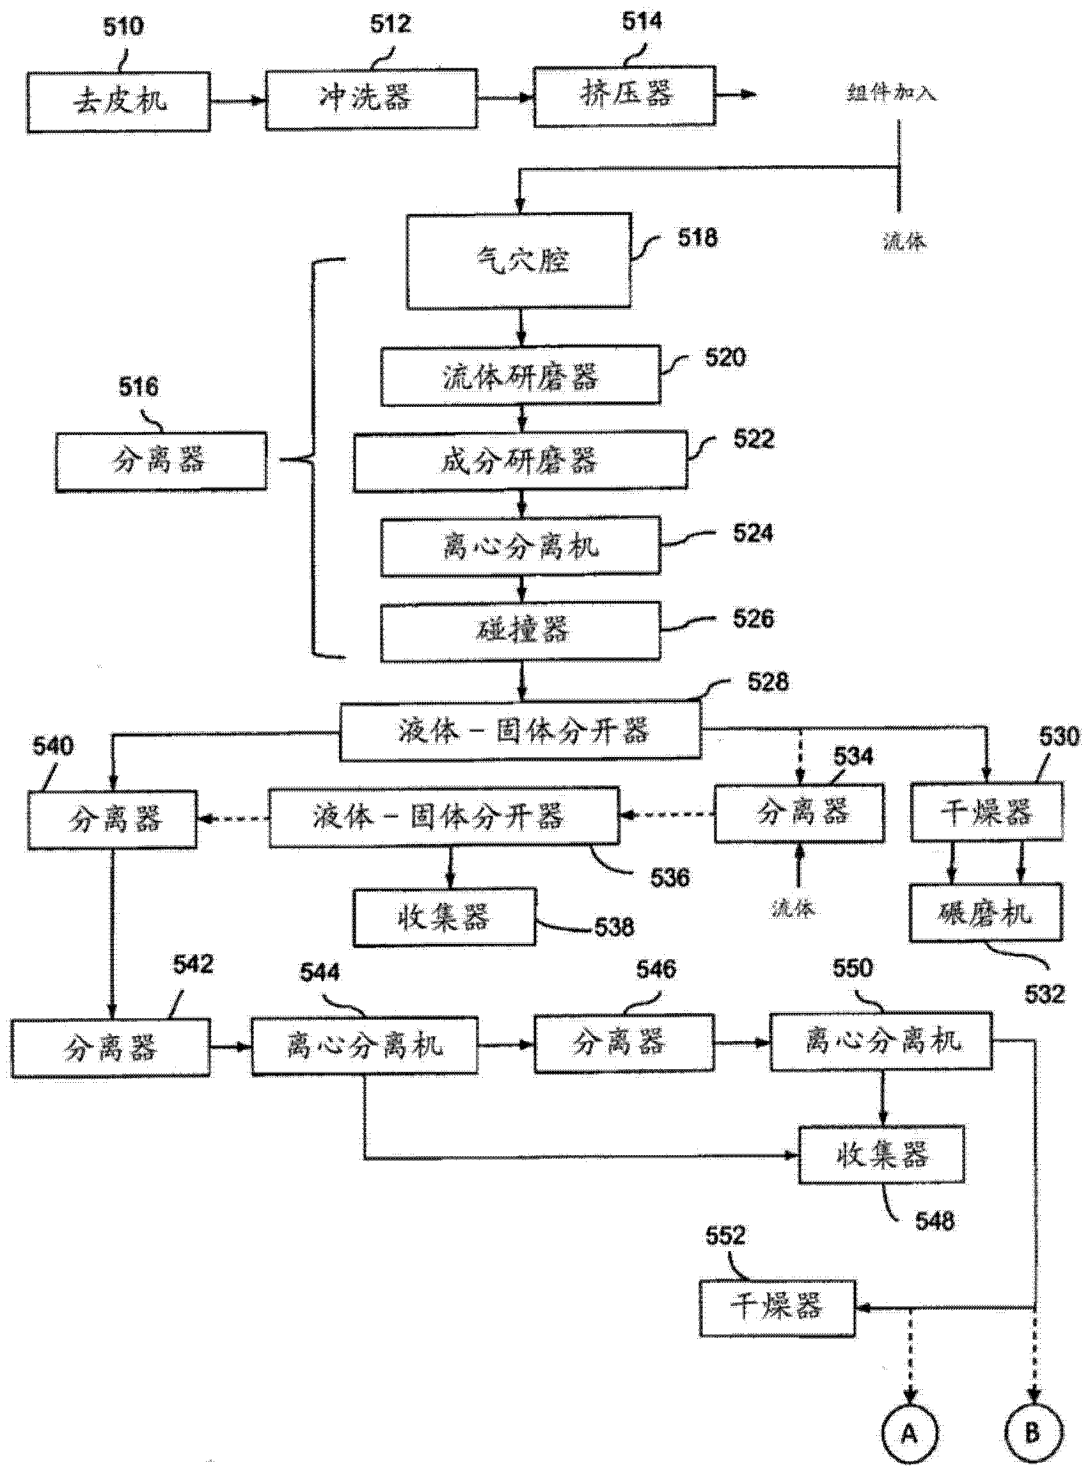 510
512
514
去皮机
冲洗器
挤压器
组件加入
流体
气穴腔
518
流体研磨器
520
516
分离器
成分研磨器
522
离心分离机
524
碰撞器
526
液体－固体分开器
528
540
分离器
液体－固体分开器
536
534
分离器
流体
530
干燥器
收集器
538
碾磨机
532
542
分离器
544
离心分离机
546
分离器
550
离心分离机
收集器
548
552
干燥器
A
B